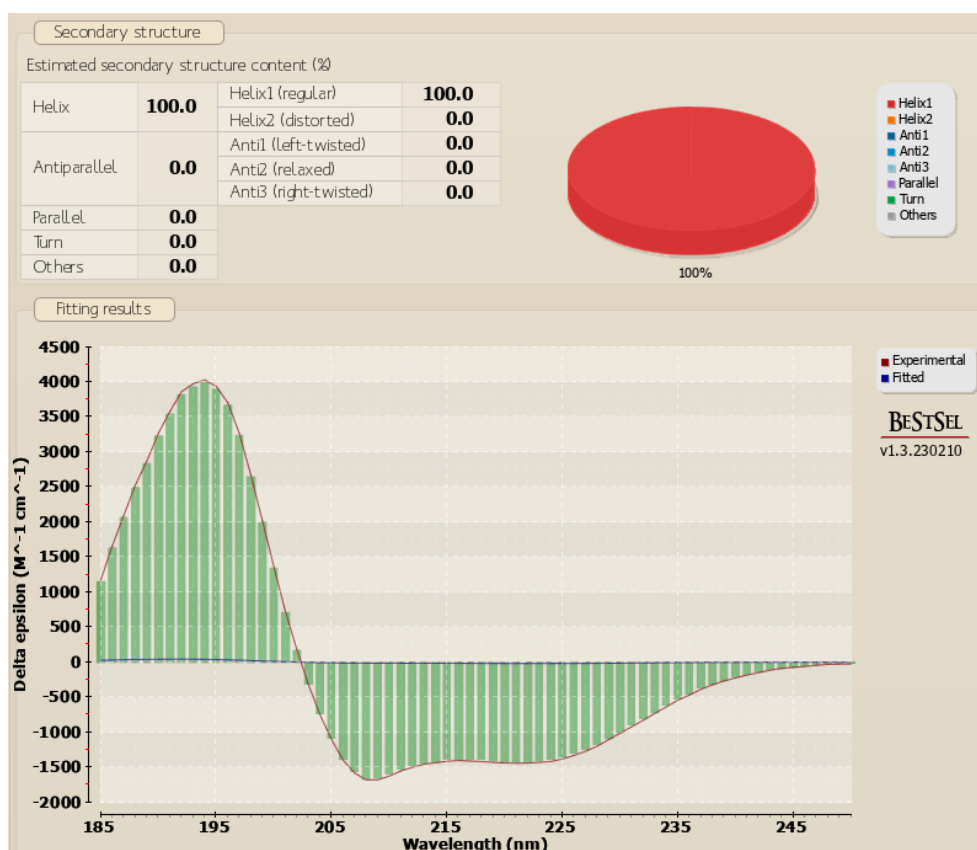 Secondary structure
Estimated secondary structure content (%)
Helix 100.0 Helix1 (regular) 100.0
Helix2 (distorted) 0.0
Antiparallel 0.0 Anti1 (left-twisted) 0.0
Anti2 (relaxed) 0.0
Anti3 (right-twisted) 0.0
Parallel 0.0
Turn 0.0
Others 0.0
100%
Helix1
Helix2
Anti1
Anti2
Anti3
Parallel
Turn
Others
Fitting results
Delta epsilon (M^-1 cm^-1)
4500
4000
3500
3000
2500
2000
1500
1000
500
0
-500
-1000
-1500
-2000
185 195 205 215 225 235 245
Wavelength (nm)
Experimental
Fitted
BESTSEL
v1.3.230210